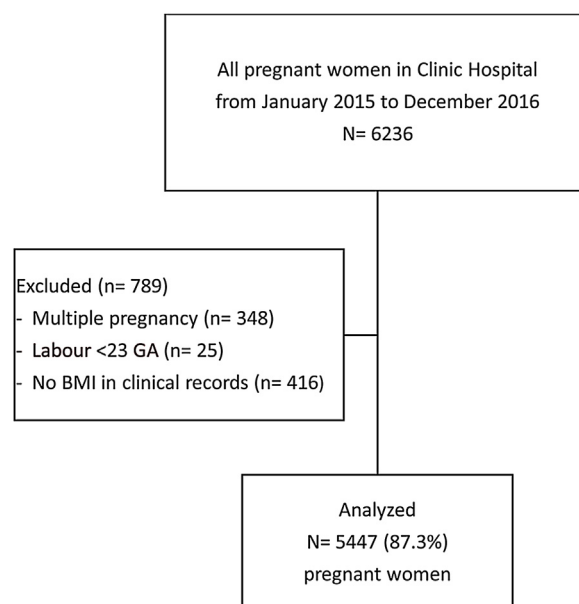 All pregnant women in Clinic Hospital
from January 2015 to December 2016
N= 6236
Excluded (n= 789)
- Multiple pregnancy (n= 348)
- Labour <23 GA (n= 25)
- No BMI in clinical records (n= 416)
Analyzed
N= 5447 (87.3%)
pregnant women